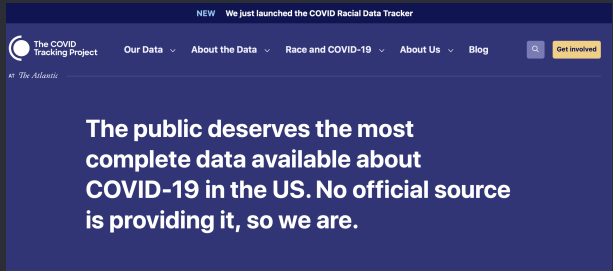 NEW We just launched the COVID Racial Data Tracker
The COVID
Tracking Project
Our Data About the Data Race and COVID-19 About Us Blog
Get involved
AT The Atlantic
The public deserves the most
complete data available about
COVID-19 in the US. No official source
is providing it, so we are.